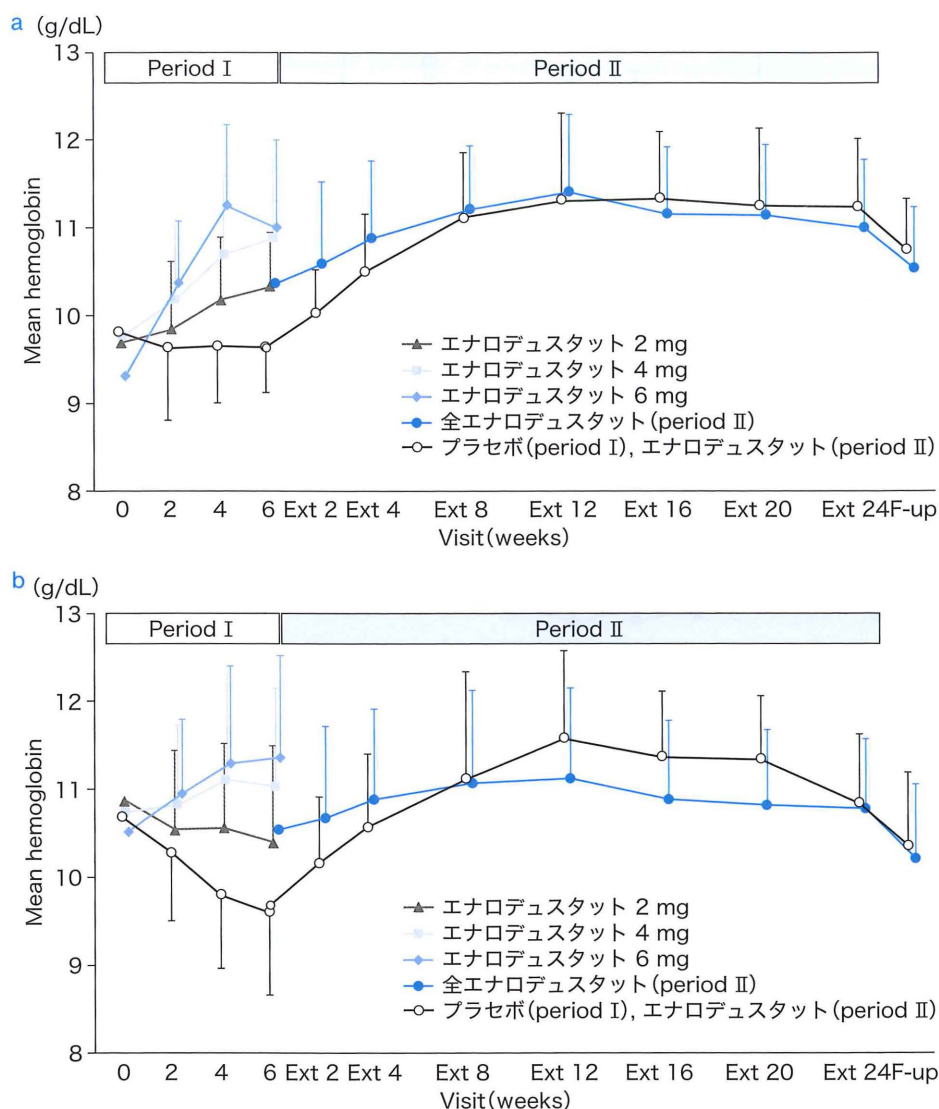 a (g/dL)
13
Period Ⅰ Period Ⅱ
12
11
10
9
8
Mean hemoglobin
エナロデュスタット 2 mg
エナロデュスタット 4 mg
エナロデュスタット 6 mg
全エナロデュスタット(period Ⅱ)
プラセボ(period Ⅰ), エナロデュスタット(period Ⅱ)
0 2 4 6 Ext 2 Ext 4 Ext 8 Ext 12 Ext 16 Ext 20 Ext 24F-up
Visit(weeks)
b (g/dL)
13
Period Ⅰ Period Ⅱ
12
11
10
9
8
Mean hemoglobin
エナロデュスタット 2 mg
エナロデュスタット 4 mg
エナロデュスタット 6 mg
全エナロデュスタット(period Ⅱ)
プラセボ(period Ⅰ), エナロデュスタット(period Ⅱ)
0 2 4 6 Ext 2 Ext 4 Ext 8 Ext 12 Ext 16 Ext 20 Ext 24F-up
Visit(weeks)